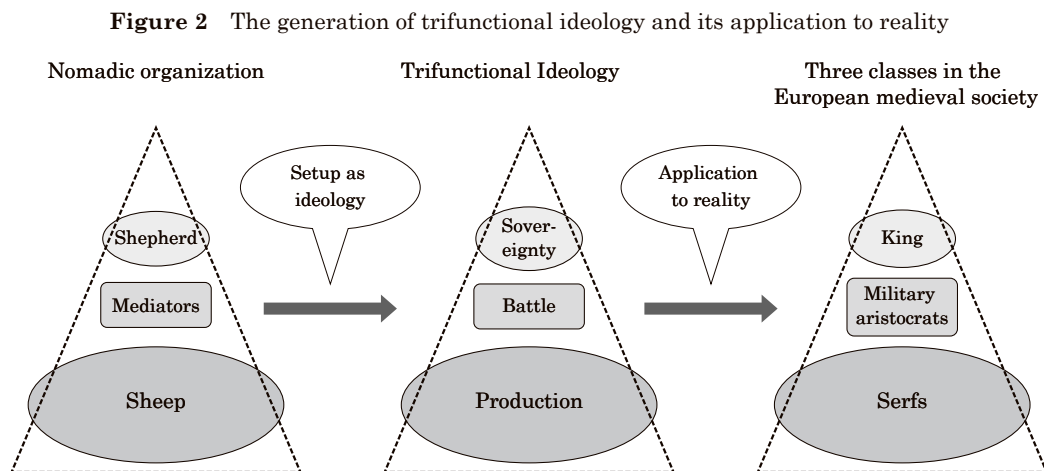 Figure 2 The generation of trifunctional ideology and its application to reality
Nomadic organization
Trifunctional Ideology
Three classes in the
European medieval society
Setup as
ideology
Application
to reality
Shepherd
Mediators
Sheep
Sover-
eignty
Battle
Production
King
Military
aristocrats
Serfs